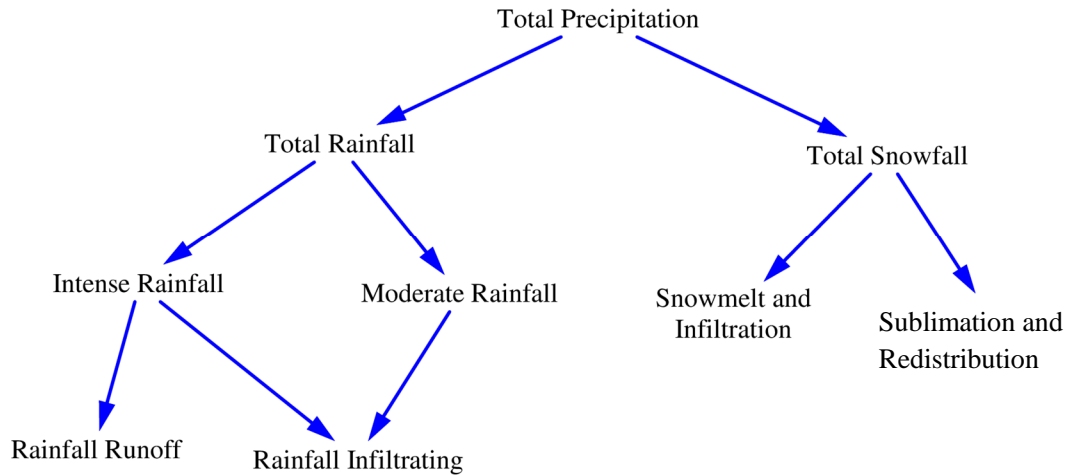 Total Precipitation
Total Rainfall
Total Snowfall
Intense Rainfall
Moderate Rainfall
Snowmelt and
Infiltration
Sublimation and
Redistribution
Rainfall Runoff
Rainfall Infiltrating